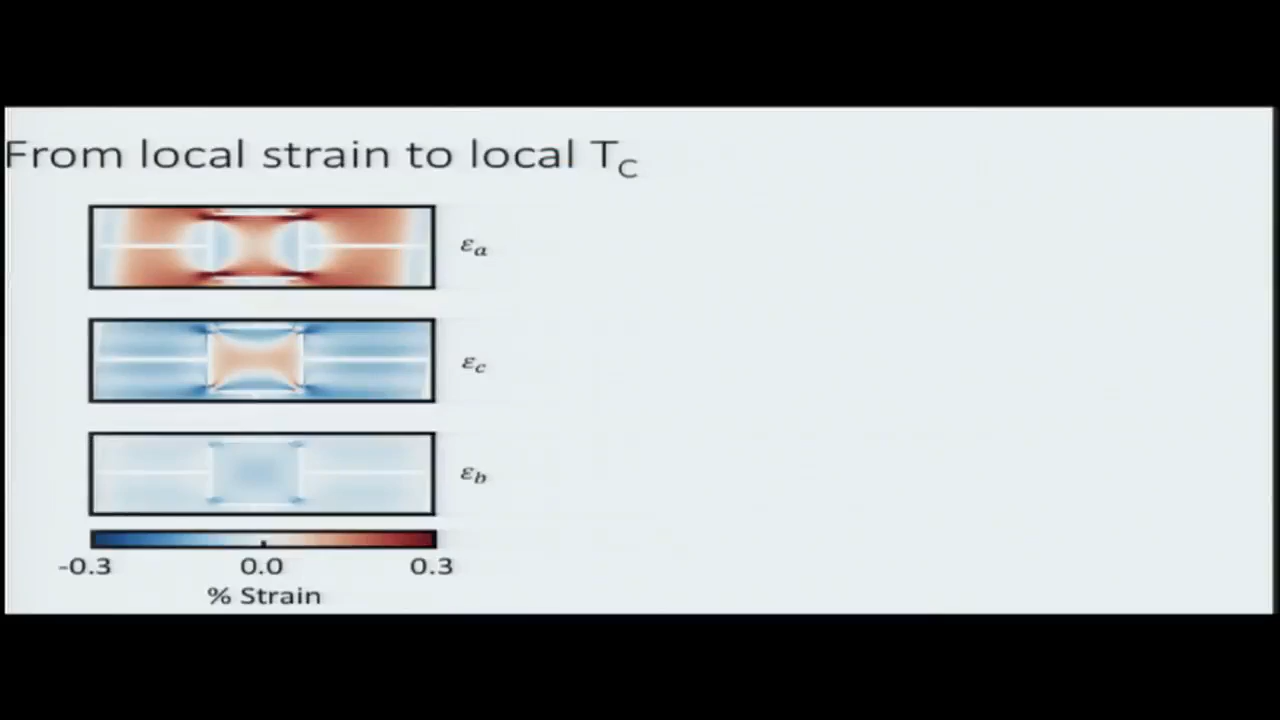 From local strain to local T_C
ε_a
ε_c
ε_b
-0.3 0.0 0.3
% Strain